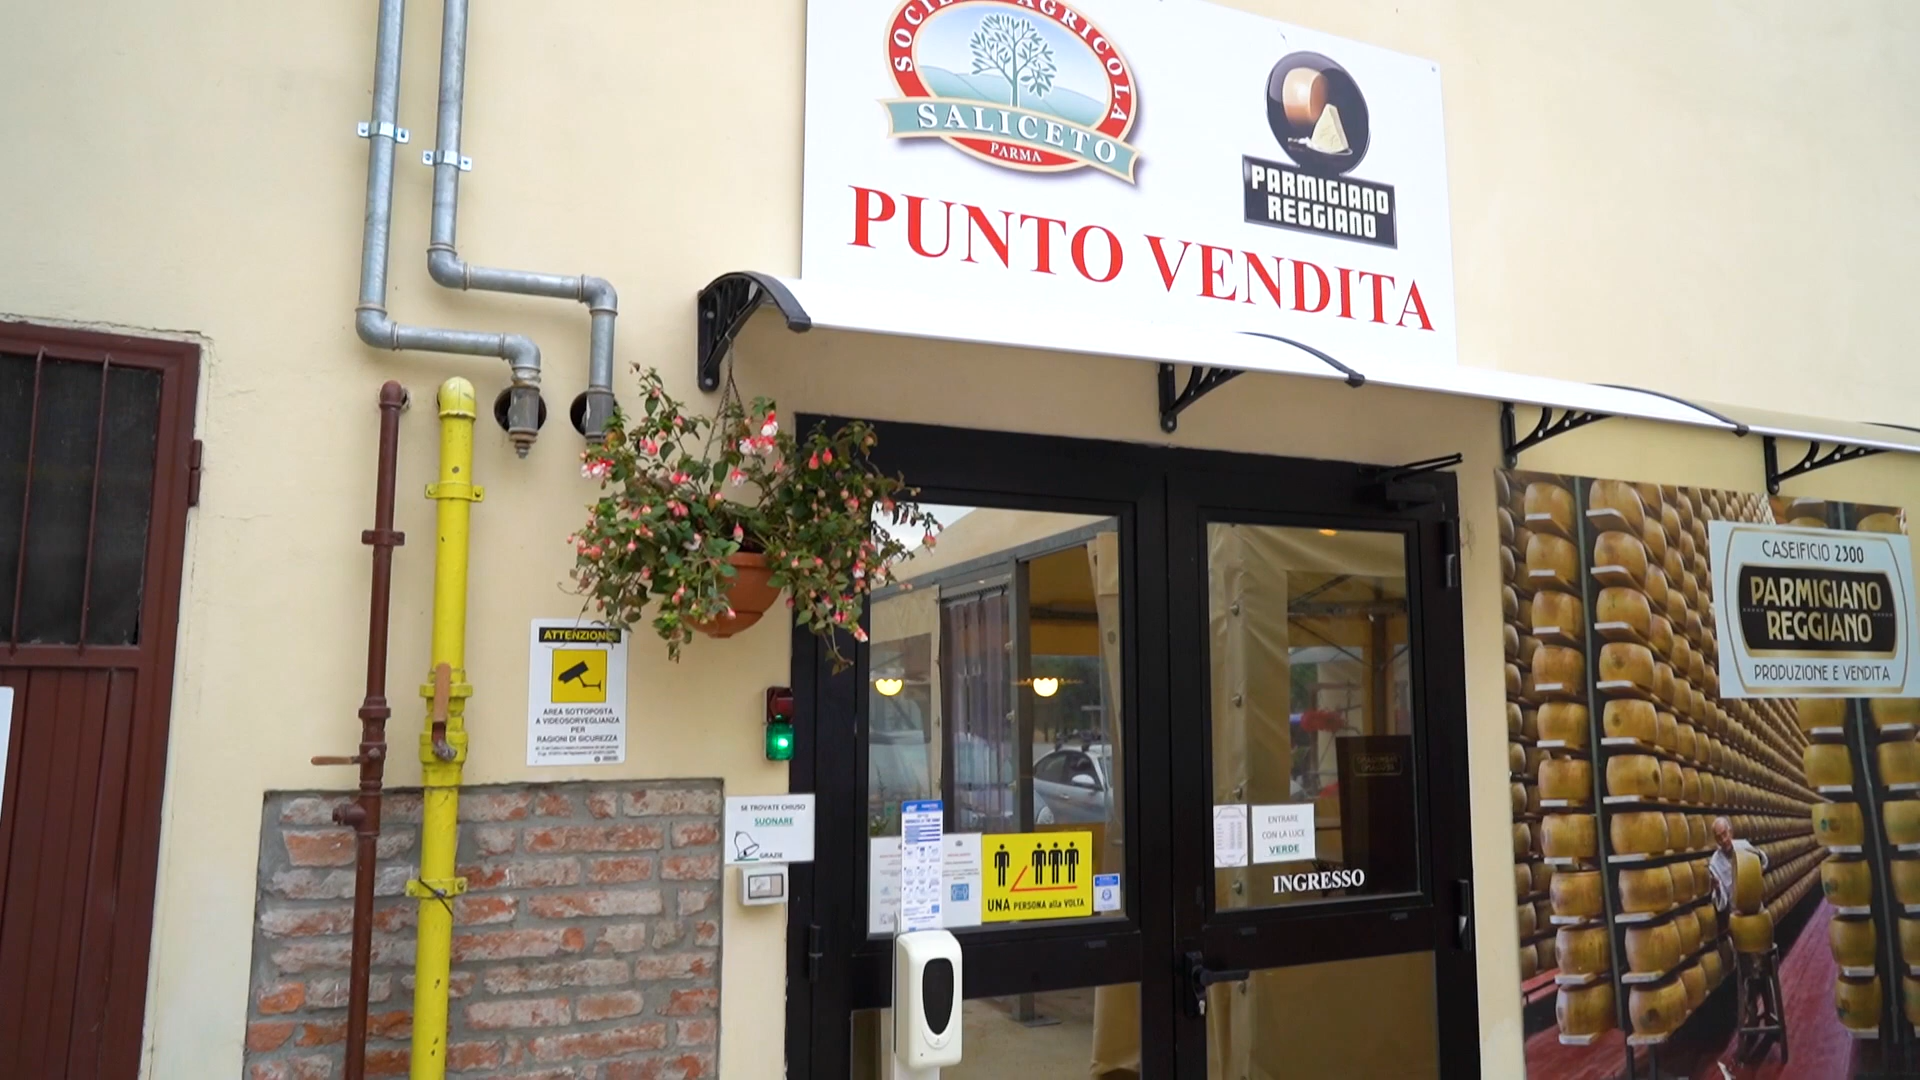 SOCIETÀ AGRICOLA
SALICETO
PARMA
PARMIGIANO
REGGIANO
PUNTO VENDITA
CASEIFICIO 2300
PARMIGIANO
REGGIANO
PRODUZIONE E VENDITA
ATTENZIONE
AREA SOTTOPOSTA
A VIDEOSORVEGLIANZA
PER
RAGIONI DI SICUREZZA
SE TROVATE CHIUSO
SUONARE
GRAZIE
UNA PERSONA alla VOLTA
ENTRARE
CON LA LUCE
VERDE
INGRESSO